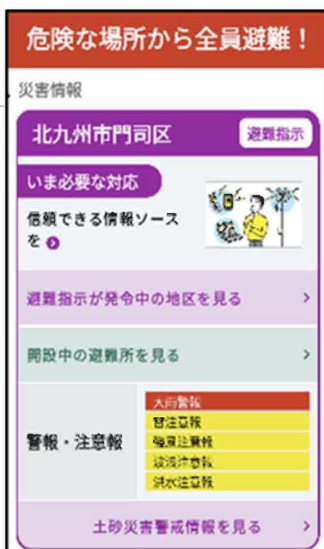 危険な場所から全員避難！
災害情報
北九州市門司区
避難指示
いま必要な対応
信頼できる情報ソース
を
避難指示が発令中の地区を見る
開設中の避難所を見る
警報・注意報
大雨警報
雷注意報
強風注意報
波浪注意報
洪水注意報
土砂災害警戒情報を見る